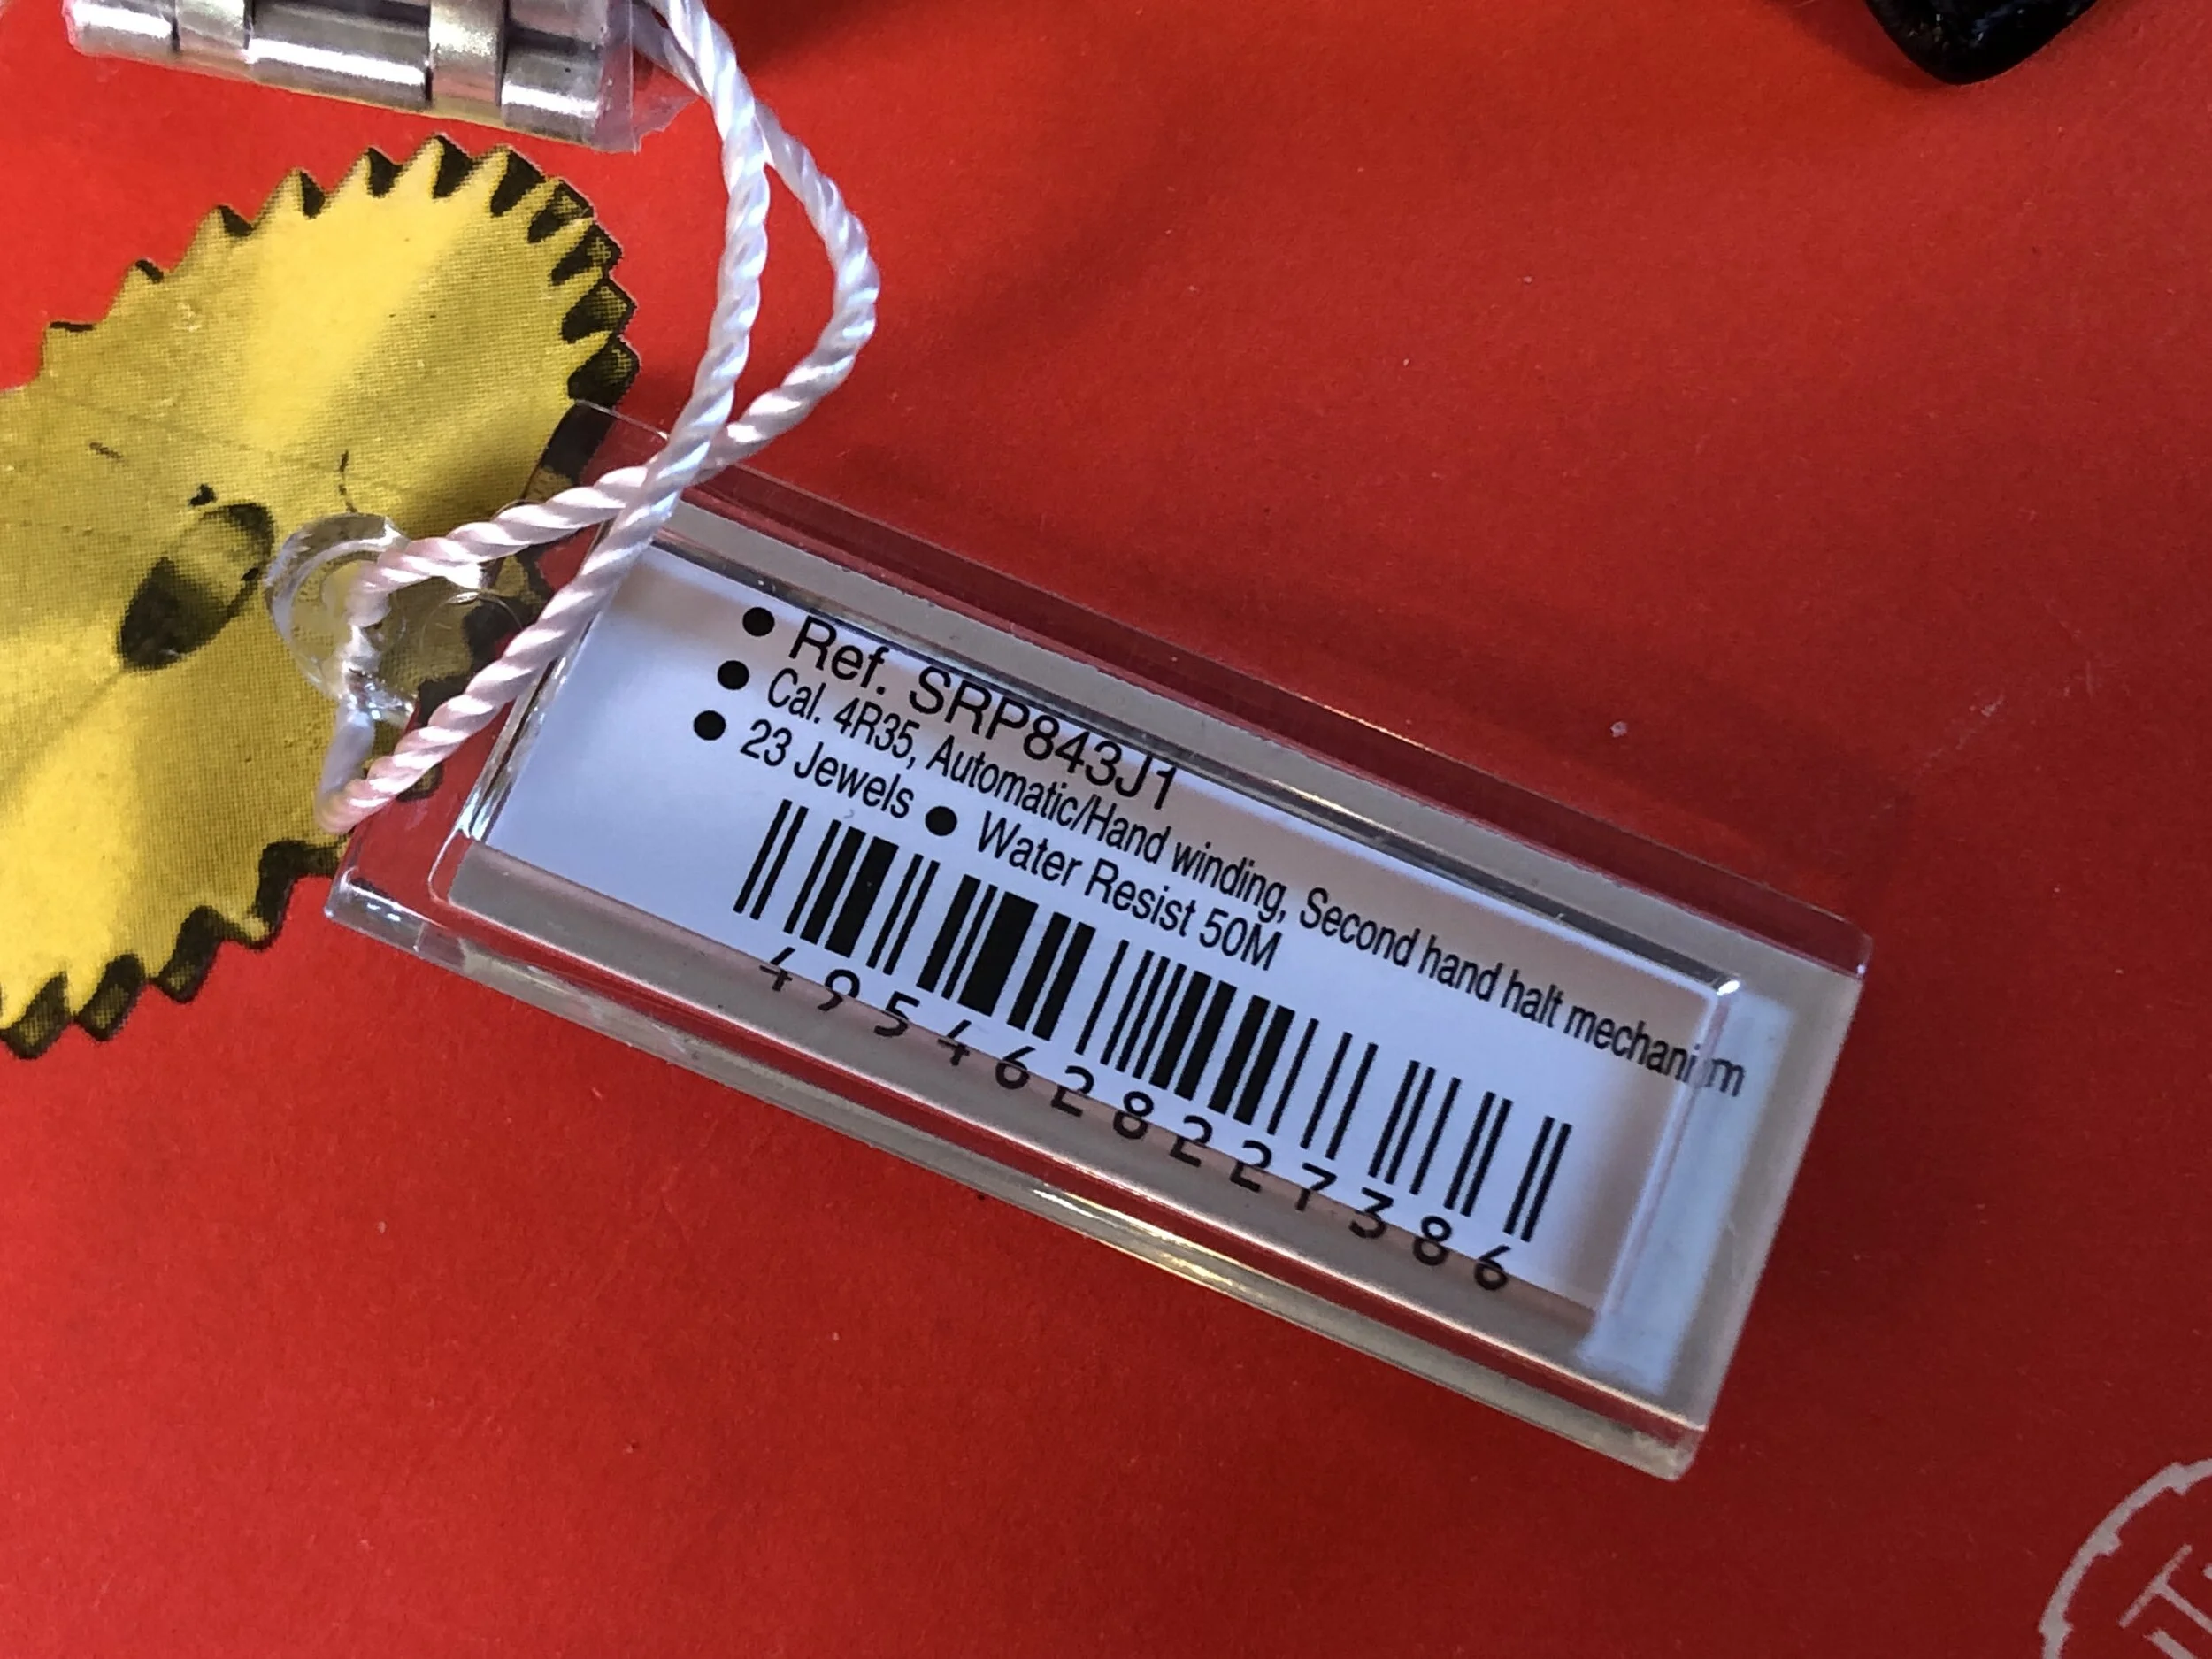 ● Ref. SRP843J1
● Cal. 4R35, Automatic/Hand winding, Second hand halt mechanism
● 23 Jewels ● Water Resist 50M
4954628227386